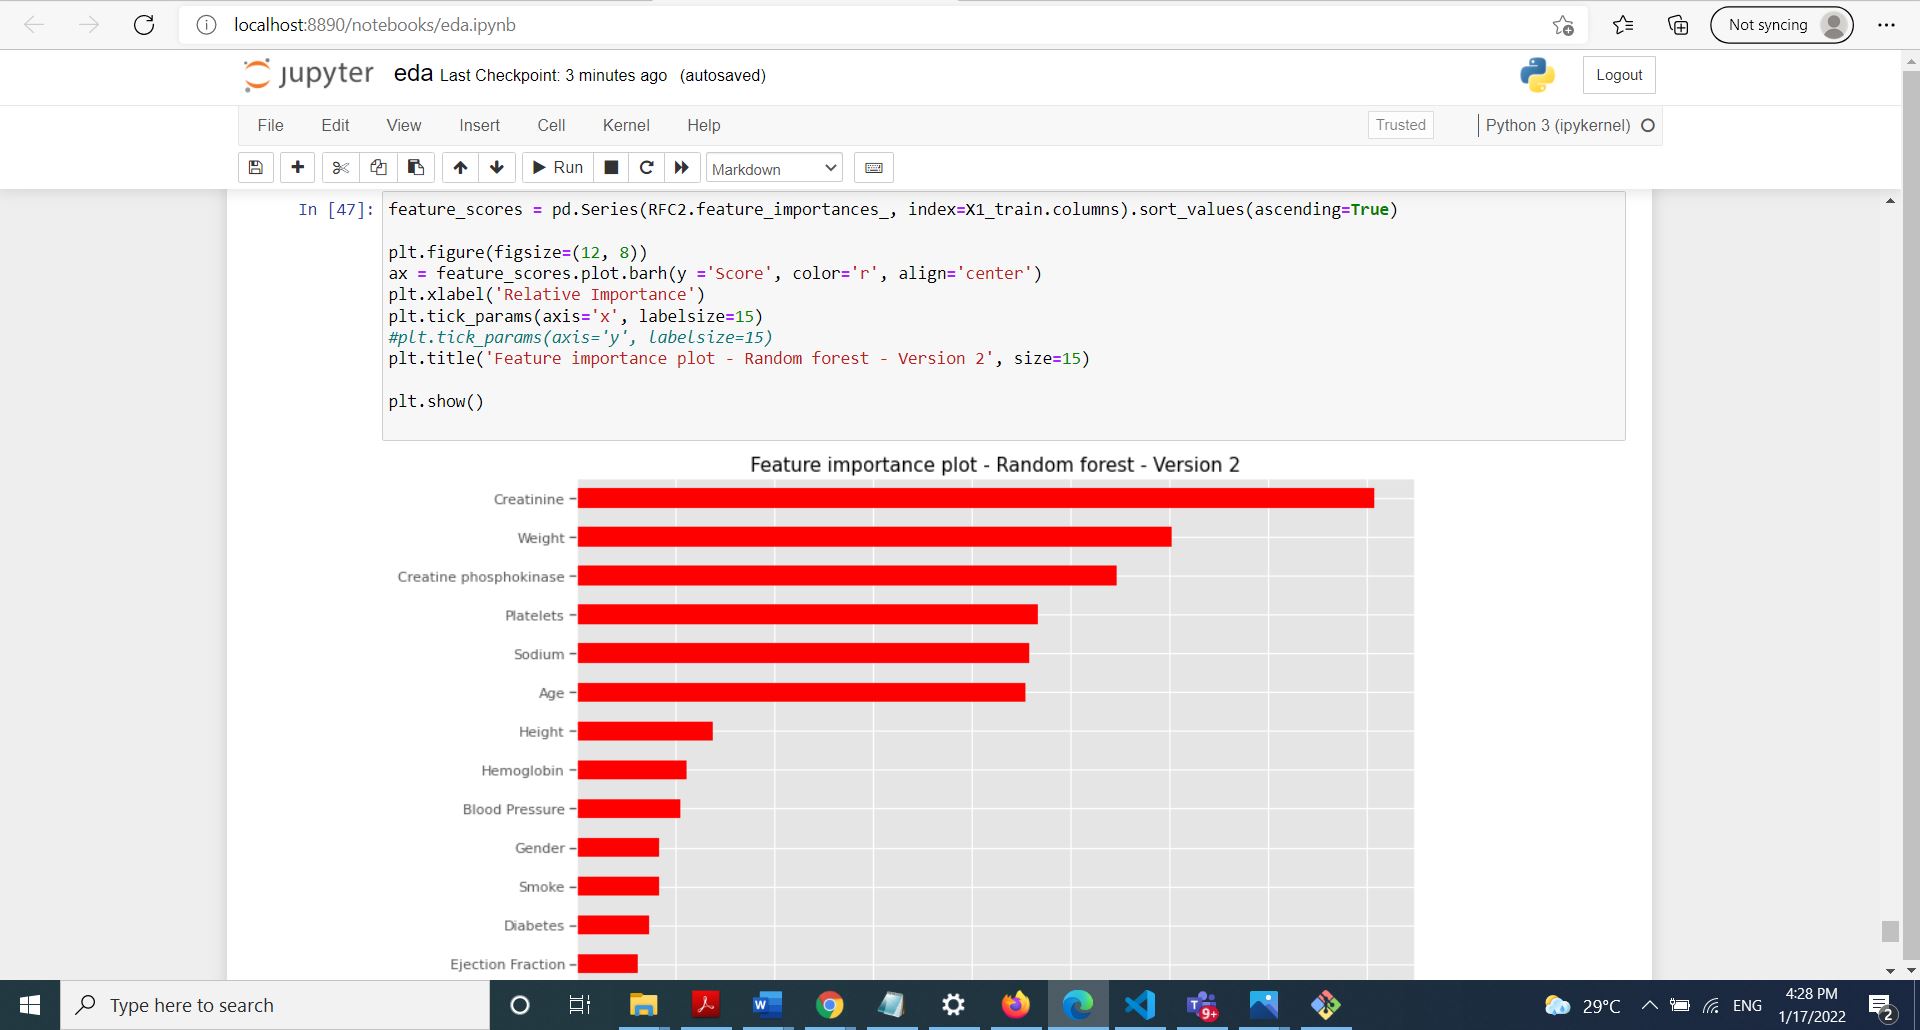 localhost:8890/notebooks/eda.ipynb
Not syncing
jupyter eda Last Checkpoint: 3 minutes ago (autosaved)
Logout
File Edit View Insert Cell Kernel Help
Trusted
Python 3 (ipykernel)
Run
Markdown
In [47]:
feature_scores = pd.Series(RFC2.feature_importances_, index=X1_train.columns).sort_values(ascending=True)
plt.figure(figsize=(12, 8))
ax = feature_scores.plot.barh(y ='Score', color='r', align='center')
plt.xlabel('Relative Importance')
plt.tick_params(axis='x', labelsize=15)
#plt.tick_params(axis='y', labelsize=15)
plt.title('Feature importance plot - Random forest - Version 2', size=15)
plt.show()
Feature importance plot - Random forest - Version 2
Creatinine
Weight
Creatine phosphokinase
Platelets
Sodium
Age
Height
Hemoglobin
Blood Pressure
Gender
Smoke
Diabetes
Ejection Fraction
Type here to search
W
T
9+
29°C
ENG
4:28 PM
1/17/2022
2